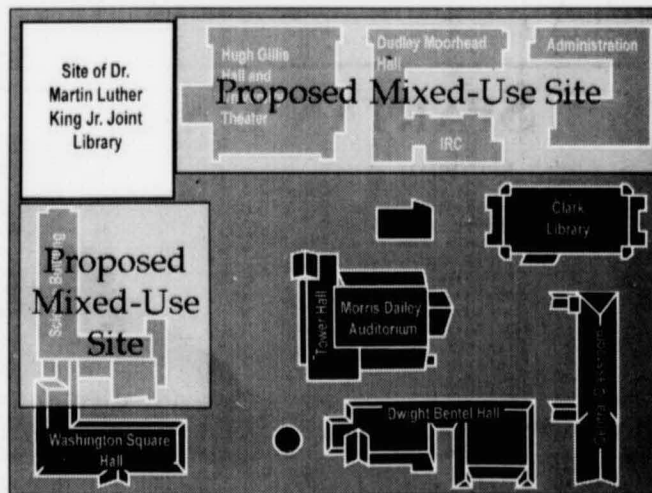 Site of Dr.
Martin Luther
King Jr. Joint
Library
Hugh Gillis
Hall and
Theater
Dudley Moorhead
Hall
IRC
Administration
Proposed Mixed-Use Site
Clark
Library
Proposed
Mixed-Use
Site
Tower Hall
Morris Dailey
Auditorium
Classroom
Dwight Bentel Hall
Washington Square
Hall